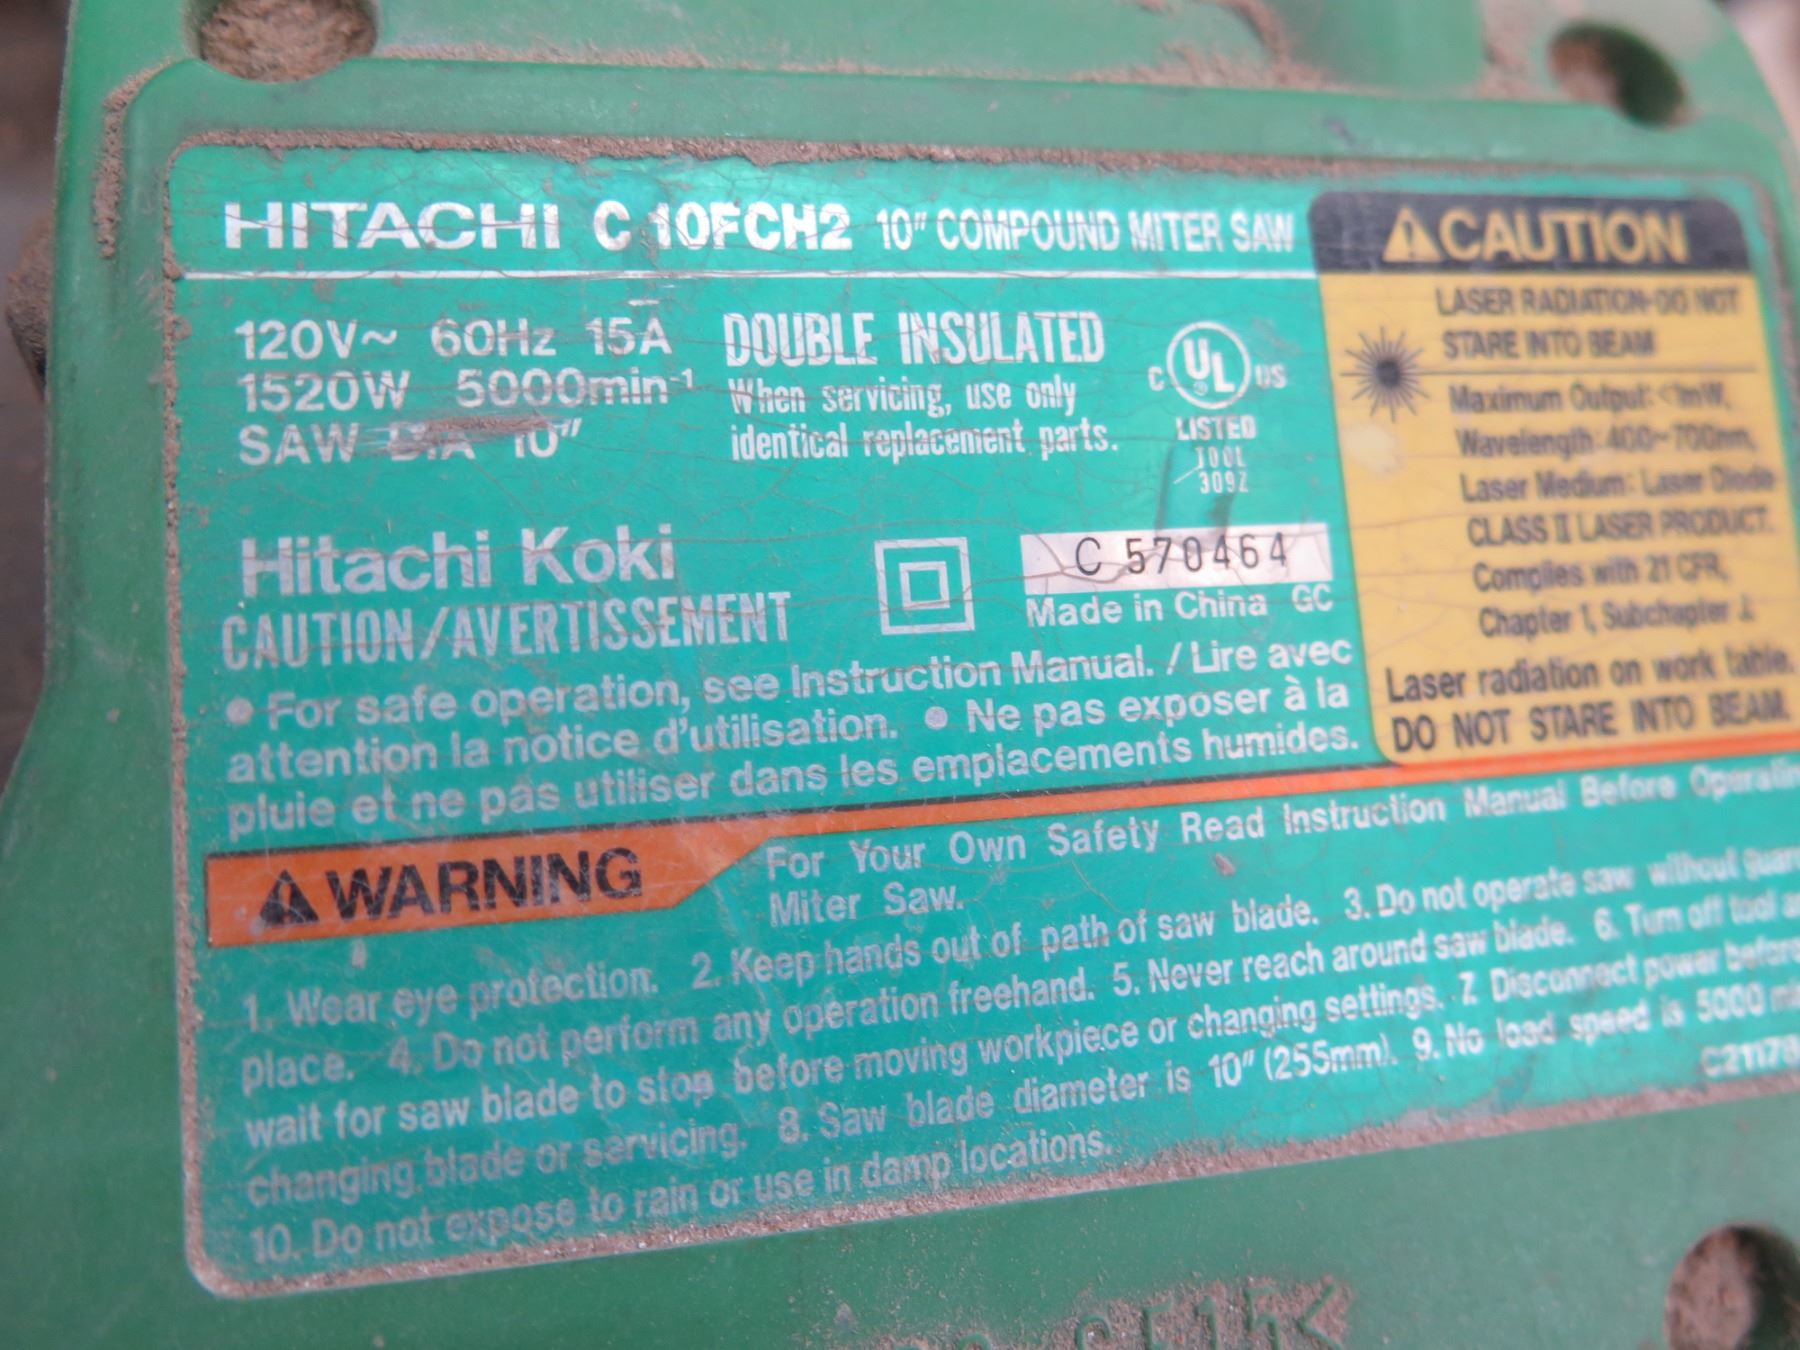 HITACHI C 10FCH2 10" COMPOUND MITER SAW
120V~ 60Hz 15A
1520W 5000min-1
SAW DIA 10"
DOUBLE INSULATED
When servicing, use only
identical replacement parts.
C UL US
LISTED
TOOL
309Z
Hitachi Koki
C 570464
Made in China GC
CAUTION/AVERTISSEMENT
● For safe operation, see Instruction Manual. / Lire avec
attention la notice d'utilisation. ● Ne pas exposer à la
pluie et ne pas utiliser dans les emplacements humides.
⚠CAUTION
LASER RADIATION-DO NOT
STARE INTO BEAM
Maximum Output: <1mW,
Wavelength: 400~700nm,
Laser Medium: Laser Diode
CLASS II LASER PRODUCT.
Complies with 21 CFR,
Chapter 1, Subchapter J.
Laser radiation on work table.
DO NOT STARE INTO BEAM.
⚠WARNING
For Your Own Safety Read Instruction Manual Before Operatin
Miter Saw.
1. Wear eye protection. 2. Keep hands out of path of saw blade. 3. Do not operate saw without guar
place. 4. Do not perform any operation freehand. 5. Never reach around saw blade. 6. Turn off tool a
wait for saw blade to stop before moving workpiece or changing settings. 7. Disconnect power before
changing blade or servicing. 8. Saw blade diameter is 10" (255mm). 9. No load speed is 5000 m
10. Do not expose to rain or use in damp locations.